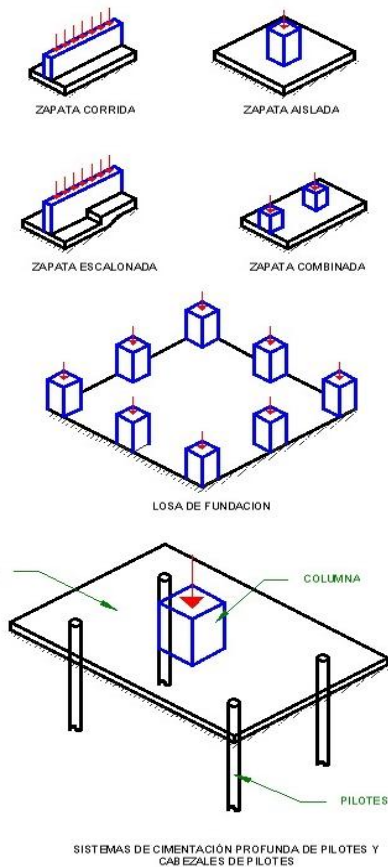 ZAPATA CORRIDA
ZAPATA AISLADA
ZAPATA ESCALONADA
ZAPATA COMBINADA
LOSA DE FUNDACION
COLUMNA
PILOTES
SISTEMAS DE CIMENTACIÓN PROFUNDA DE PILOTES Y
CABEZALES DE PILOTES